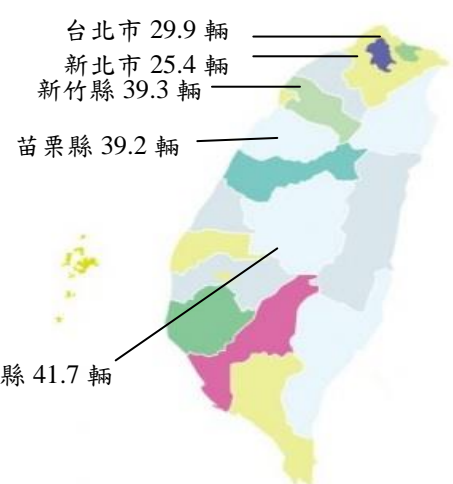 台北市 29.9 輛
新北市 25.4 輛
新竹縣 39.3 輛
苗栗縣 39.2 輛
縣 41.7 輛